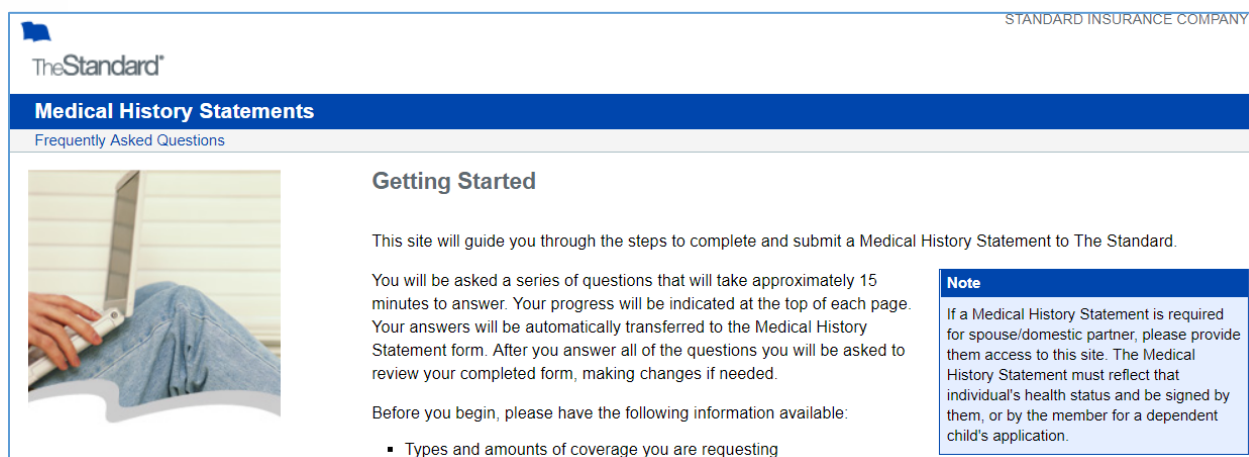 STANDARD INSURANCE COMPANY
TheStandard®
Medical History Statements
Frequently Asked Questions
Getting Started
This site will guide you through the steps to complete and submit a Medical History Statement to The Standard.
You will be asked a series of questions that will take approximately 15
minutes to answer. Your progress will be indicated at the top of each page.
Your answers will be automatically transferred to the Medical History
Statement form. After you answer all of the questions you will be asked to
review your completed form, making changes if needed.
Before you begin, please have the following information available:
▪ Types and amounts of coverage you are requesting
Note
If a Medical History Statement is required
for spouse/domestic partner, please provide
them access to this site. The Medical
History Statement must reflect that
individual's health status and be signed by
them, or by the member for a dependent
child's application.